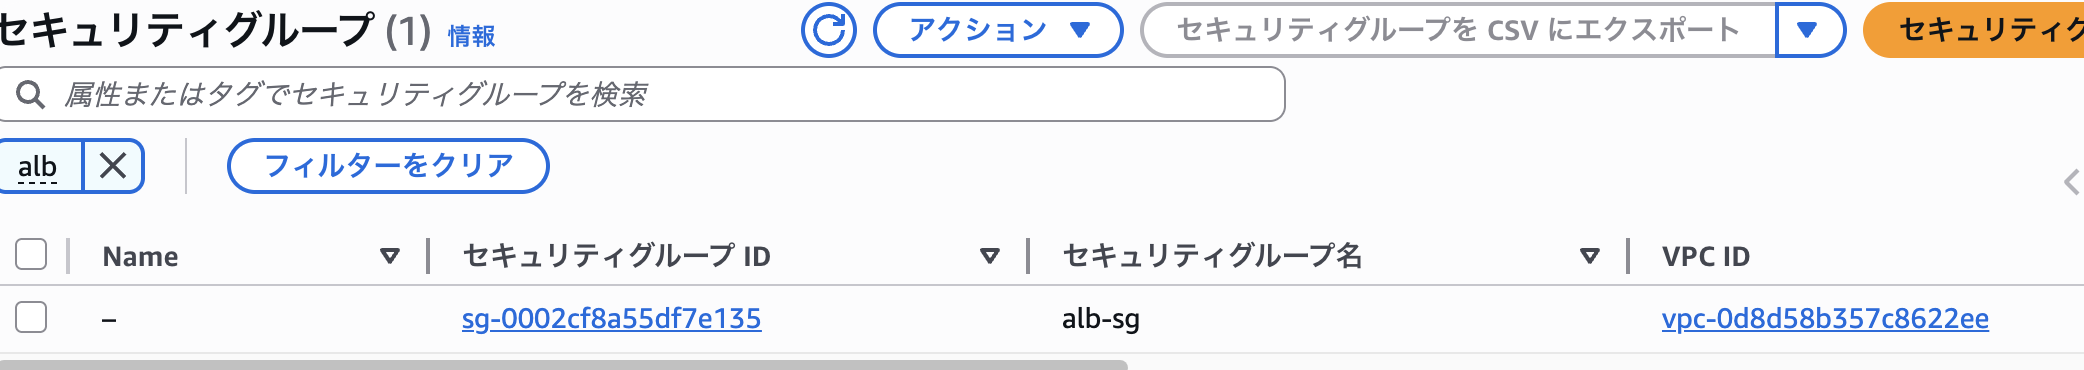 セキュリティグループ (1) 情報 アクション セキュリティグループを CSV にエクスポート セキュリティグ
属性またはタグでセキュリティグループを検索
alb フィルターをクリア
Name セキュリティグループ ID セキュリティグループ名 VPC ID
– sg-0002cf8a55df7e135 alb-sg vpc-0d8d58b357c8622ee